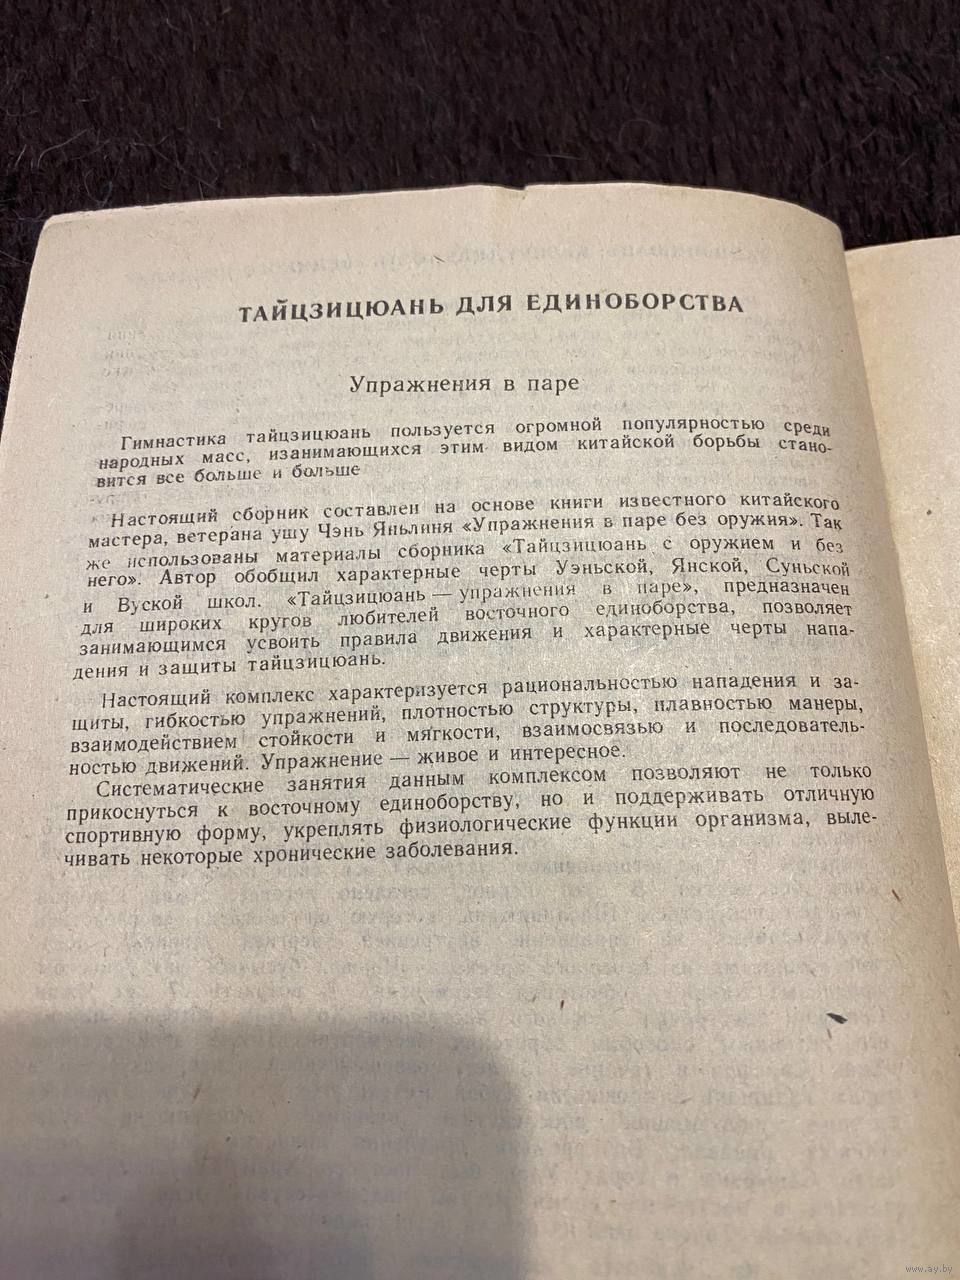 ТАЙЦЗИЦЮАНЬ ДЛЯ ЕДИНОБОРСТВА
Упражнения в паре
Гимнастика тайцзицюань пользуется огромной популярностью среди
народных масс, изанимающихся этим видом китайской борьбы стано-
вится все больше и больше
Настоящий сборник составлен на основе книги известного китайского
мастера, ветерана ушу Чэнь Яньлиня «Упражнения в паре без оружия». Так
же использованы материалы сборника «Тайцзицюань с оружием и без
него». Автор обобщил характерные черты Уэньской, Янской, Суньской
и Вуской школ. «Тайцзицюань — упражнения в паре», предназначен
для широких кругов любителей восточного единоборства, позволяет
занимающимся усвоить правила движения и характерные черты напа-
дения и защиты тайцзицюань.
Настоящий комплекс характеризуется рациональностью нападения и за-
щиты, гибкостью упражнений, плотностью структуры, плавностью манеры,
взаимодействием стойкости и мягкости, взаимосвязью и последователь-
ностью движений. Упражнение — живое и интересное.
Систематические занятия данным комплексом позволяют не только
прикоснуться к восточному единоборству, но и поддерживать отличную
спортивную форму, укреплять физиологические функции организма, выле-
чивать некоторые хронические заболевания.
www.ay.by